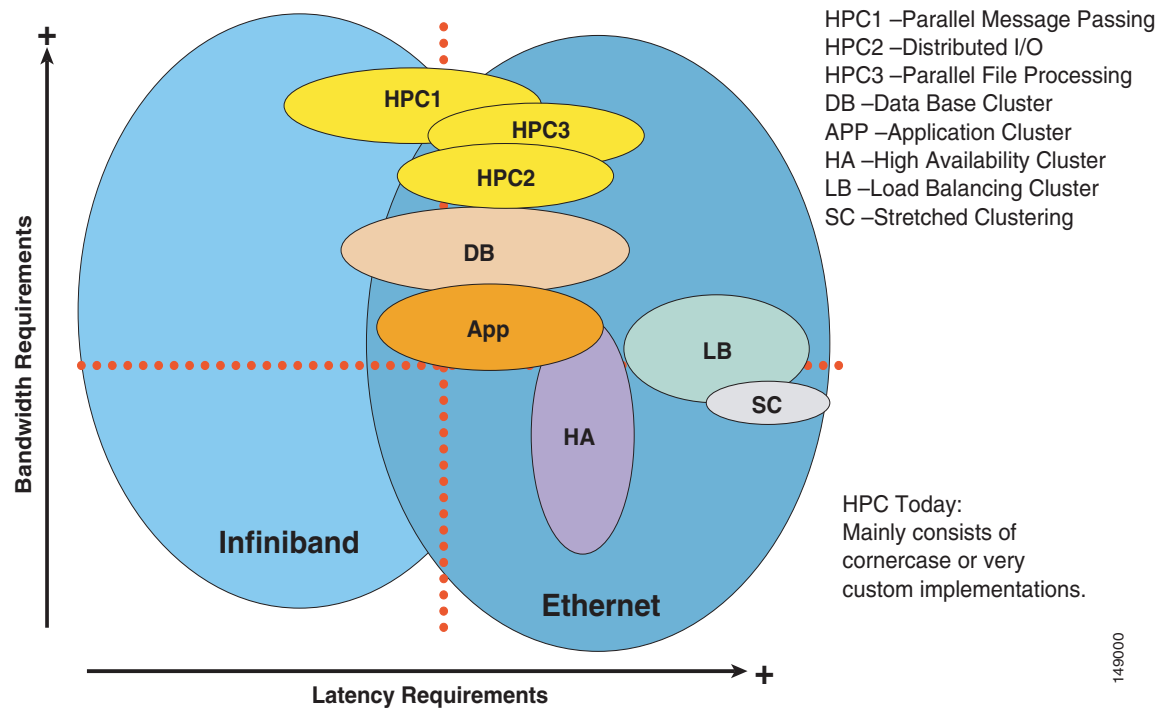 +
HPC1 –Parallel Message Passing
HPC2 –Distributed I/O
HPC3 –Parallel File Processing
DB –Data Base Cluster
APP –Application Cluster
HA –High Availability Cluster
LB –Load Balancing Cluster
SC –Stretched Clustering
Bandwidth Requirements
HPC1
HPC3
HPC2
DB
App
LB
SC
HA
Infiniband
Ethernet
HPC Today:
Mainly consists of
cornercase or very
custom implementations.
149000
+
Latency Requirements